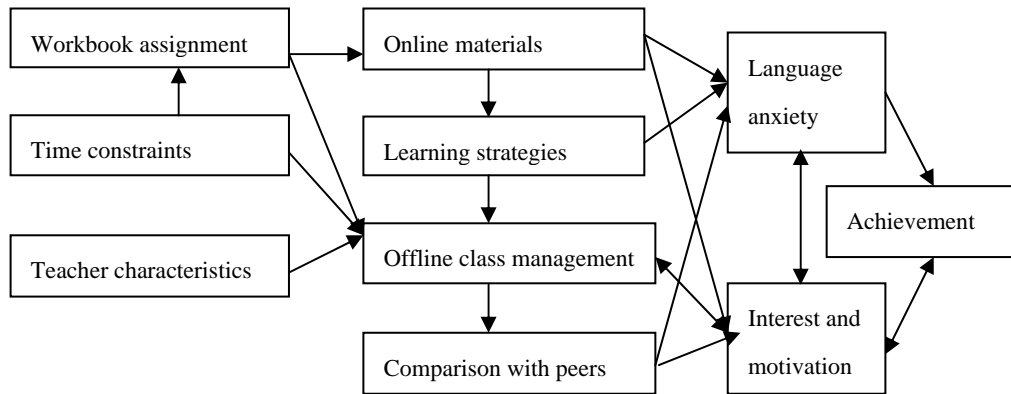 Workbook assignment
Online materials
Language
anxiety
Time constraints
Learning strategies
Achievement
Teacher characteristics
Offline class management
Interest and
motivation
Comparison with peers